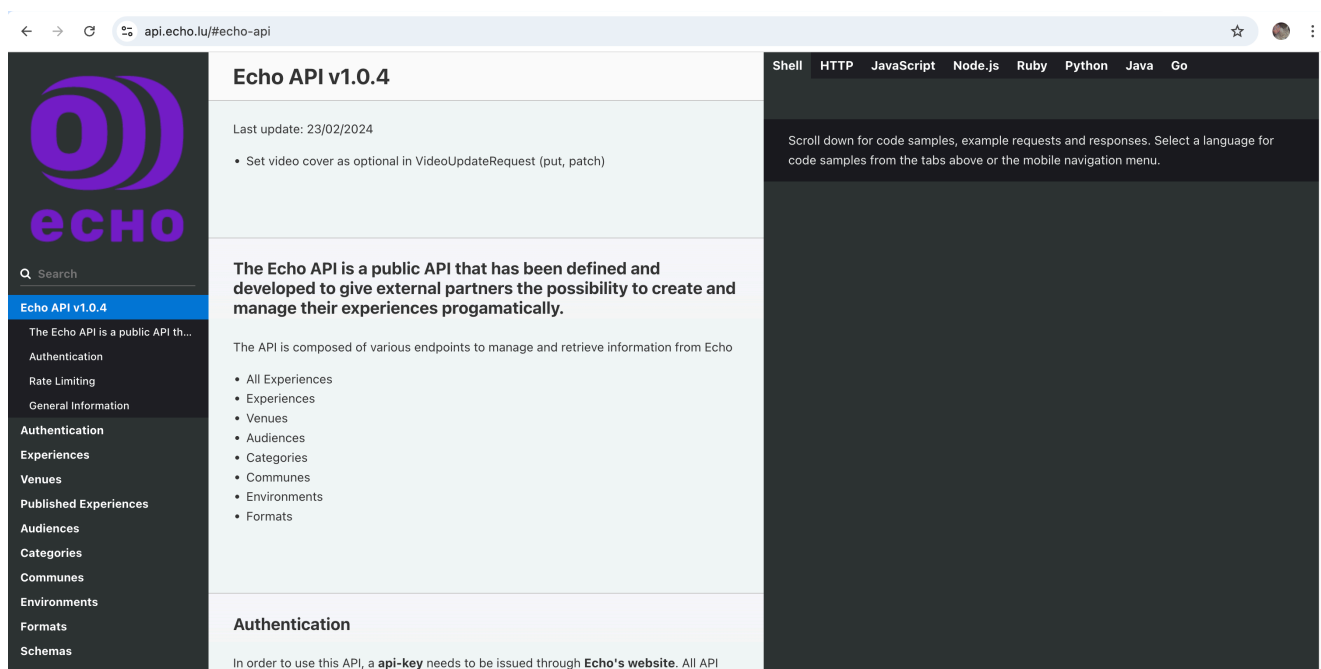 api.echo.lu/#echo-api
echo
Search
Echo API v1.0.4
The Echo API is a public API th...
Authentication
Rate Limiting
General Information
Authentication
Experiences
Venues
Published Experiences
Audiences
Categories
Communes
Environments
Formats
Schemas
Echo API v1.0.4
Last update: 23/02/2024
• Set video cover as optional in VideoUpdateRequest (put, patch)
The Echo API is a public API that has been defined and
developed to give external partners the possibility to create and
manage their experiences progamatically.
The API is composed of various endpoints to manage and retrieve information from Echo
• All Experiences
• Experiences
• Venues
• Audiences
• Categories
• Communes
• Environments
• Formats
Authentication
In order to use this API, a api-key needs to be issued through Echo's website. All API
Shell HTTP JavaScript Node.js Ruby Python Java Go
Scroll down for code samples, example requests and responses. Select a language for
code samples from the tabs above or the mobile navigation menu.